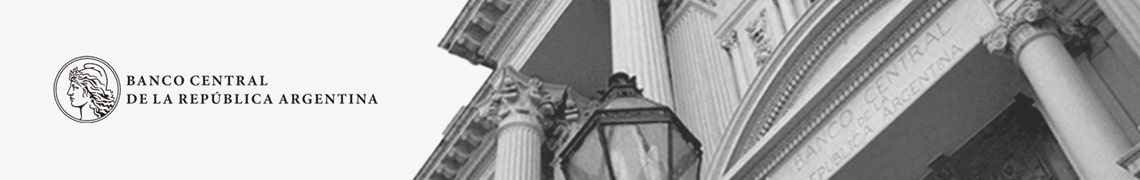 BANCO CENTRAL
DE LA REPÚBLICA ARGENTINA
BANCO CENTRAL
DE LA
REPUBLICA ARGENTINA